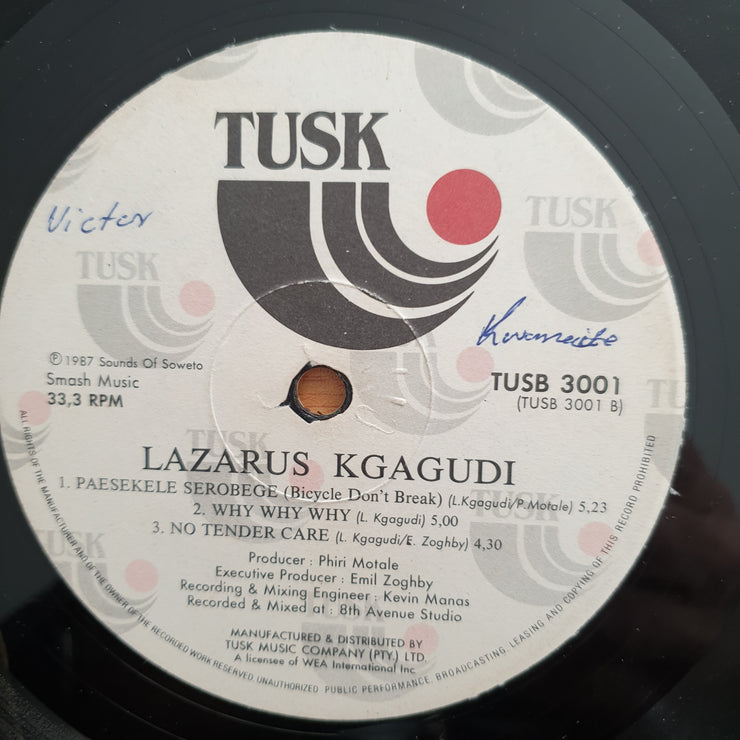 TUSK
Victor
TUSK
TUSK
℗ 1987 Sounds Of Soweto
Smash Music
33,3 RPM
TUSB 3001
(TUSB 3001 B)
TUSK
LAZARUS KGAGUDI
1. PAESEKELE SEROBEGE (Bicycle Don't Break) (L.Kgagudi/P.Motale) 5,23
2. WHY WHY WHY (L. Kgagudi) 5,00
3. NO TENDER CARE (L. Kgagudi/E. Zoghby) 4,30
TUSK
TUSK
Producer : Phiri Motale
Executive Producer : Emil Zoghby
Recording & Mixing Engineer : Kevin Manas
Recorded & Mixed at : 8th Avenue Studio
MANUFACTURED & DISTRIBUTED BY
TUSK MUSIC COMPANY (PTY.) LTD.
A licensee of WEA International Inc
ALL RIGHTS OF THE MANUFACTURER AND OF THE OWNER OF THE RECORDED WORK RESERVED UNAUTHORIZED PUBLIC PERFORMANCE, BROADCASTING, LEASING AND COPYING OF THIS RECORD PROHIBITED